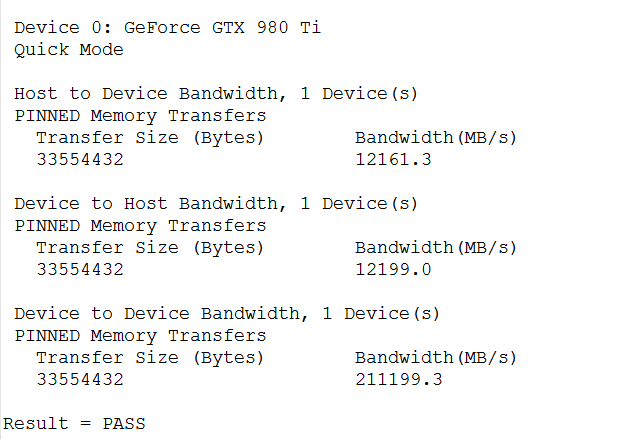 Device 0: GeForce GTX 980 Ti
Quick Mode
Host to Device Bandwidth, 1 Device(s)
PINNED Memory Transfers
Transfer Size (Bytes) Bandwidth(MB/s)
33554432 12161.3
Device to Host Bandwidth, 1 Device(s)
PINNED Memory Transfers
Transfer Size (Bytes) Bandwidth(MB/s)
33554432 12199.0
Device to Device Bandwidth, 1 Device(s)
PINNED Memory Transfers
Transfer Size (Bytes) Bandwidth(MB/s)
33554432 211199.3
Result = PASS